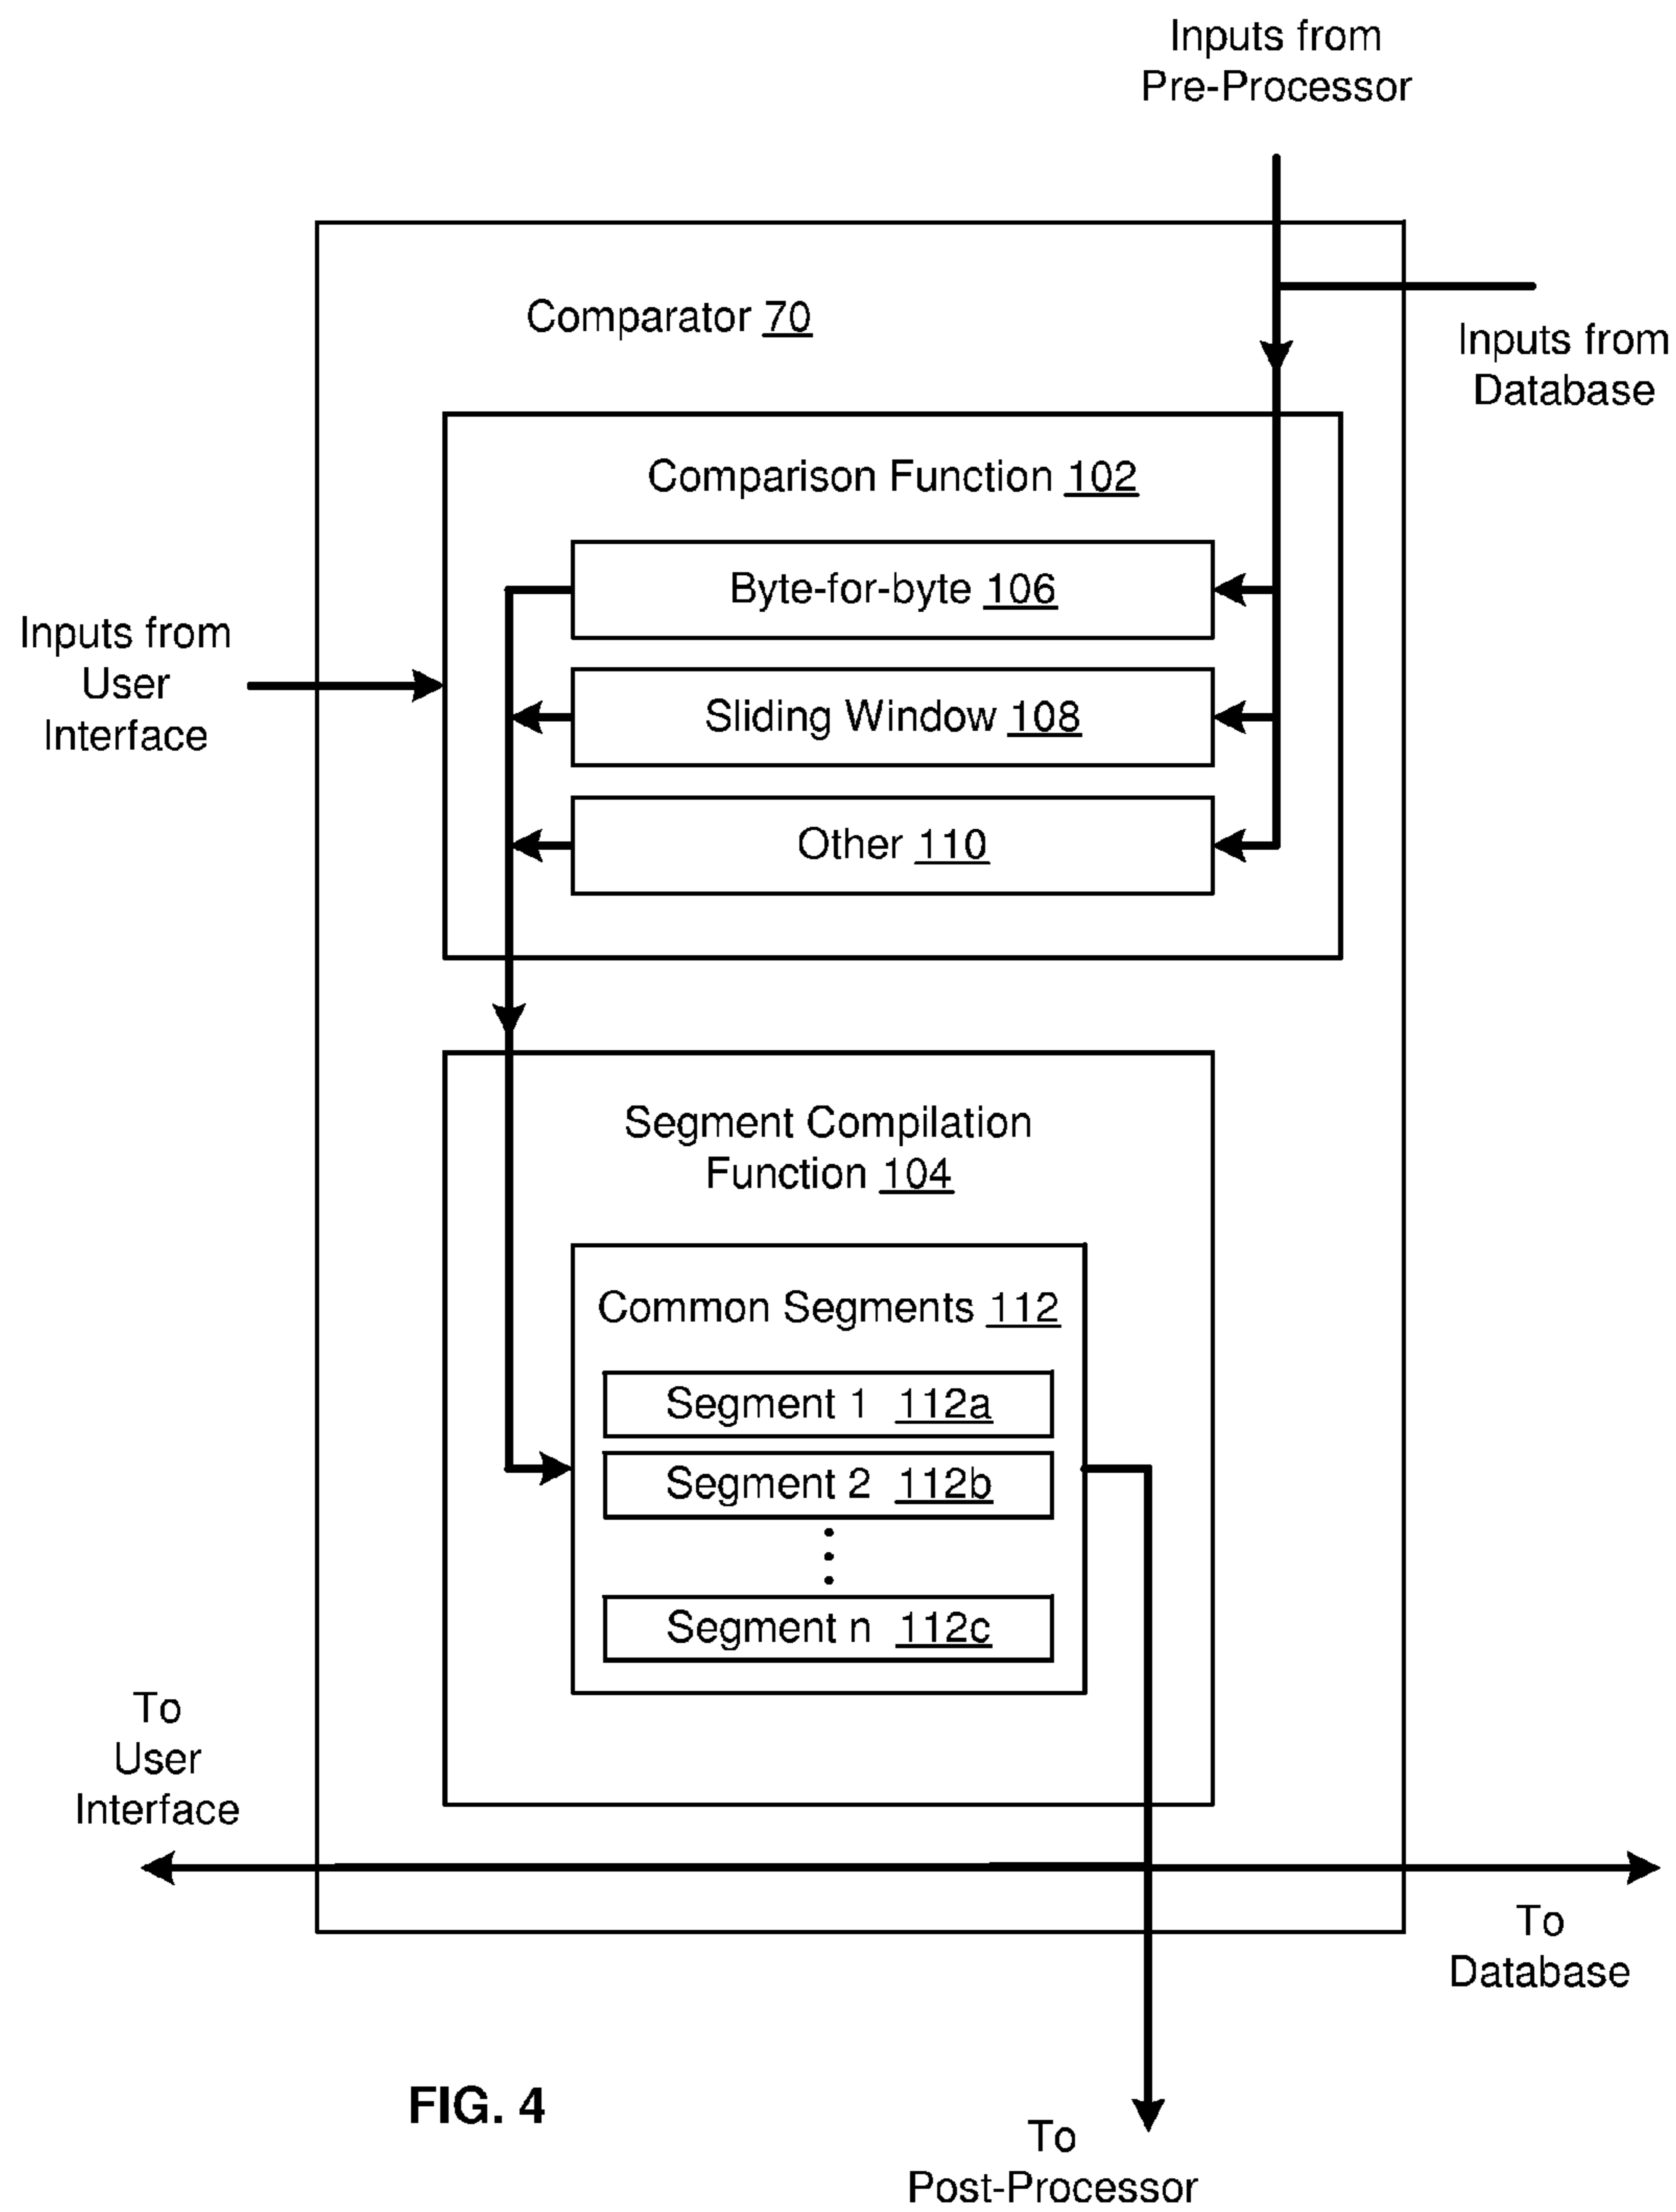 Inputs from
Pre-Processor
Comparator 70
Inputs from
Database
Comparison Function 102
Byte-for-byte 106
Inputs from
User
Interface
Sliding Window 108
Other 110
Segment Compilation
Function 104
Common Segments 112
Segment 1 112a
Segment 2 112b
Segment n 112c
To
User
Interface
To
Database
FIG. 4
To
Post-Processor